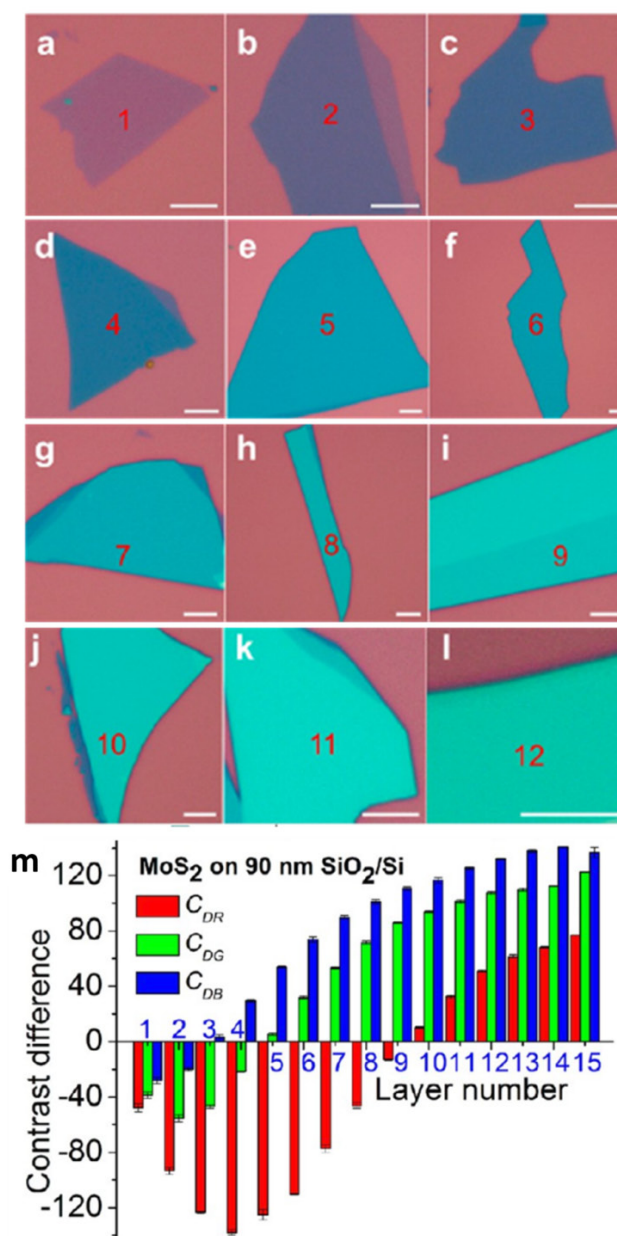 a b c
1 2 3
d e f
4 5 6
g h i
7 8 9
j k l
10 11 12
m
MoS2 on 90 nm SiO2/Si
CDR
CDG
CDB
120
80
40
0
-40
-80
-120
Contrast difference
1 2 3 4 5 6 7 8 9 10 11 12 13 14 15
Layer number